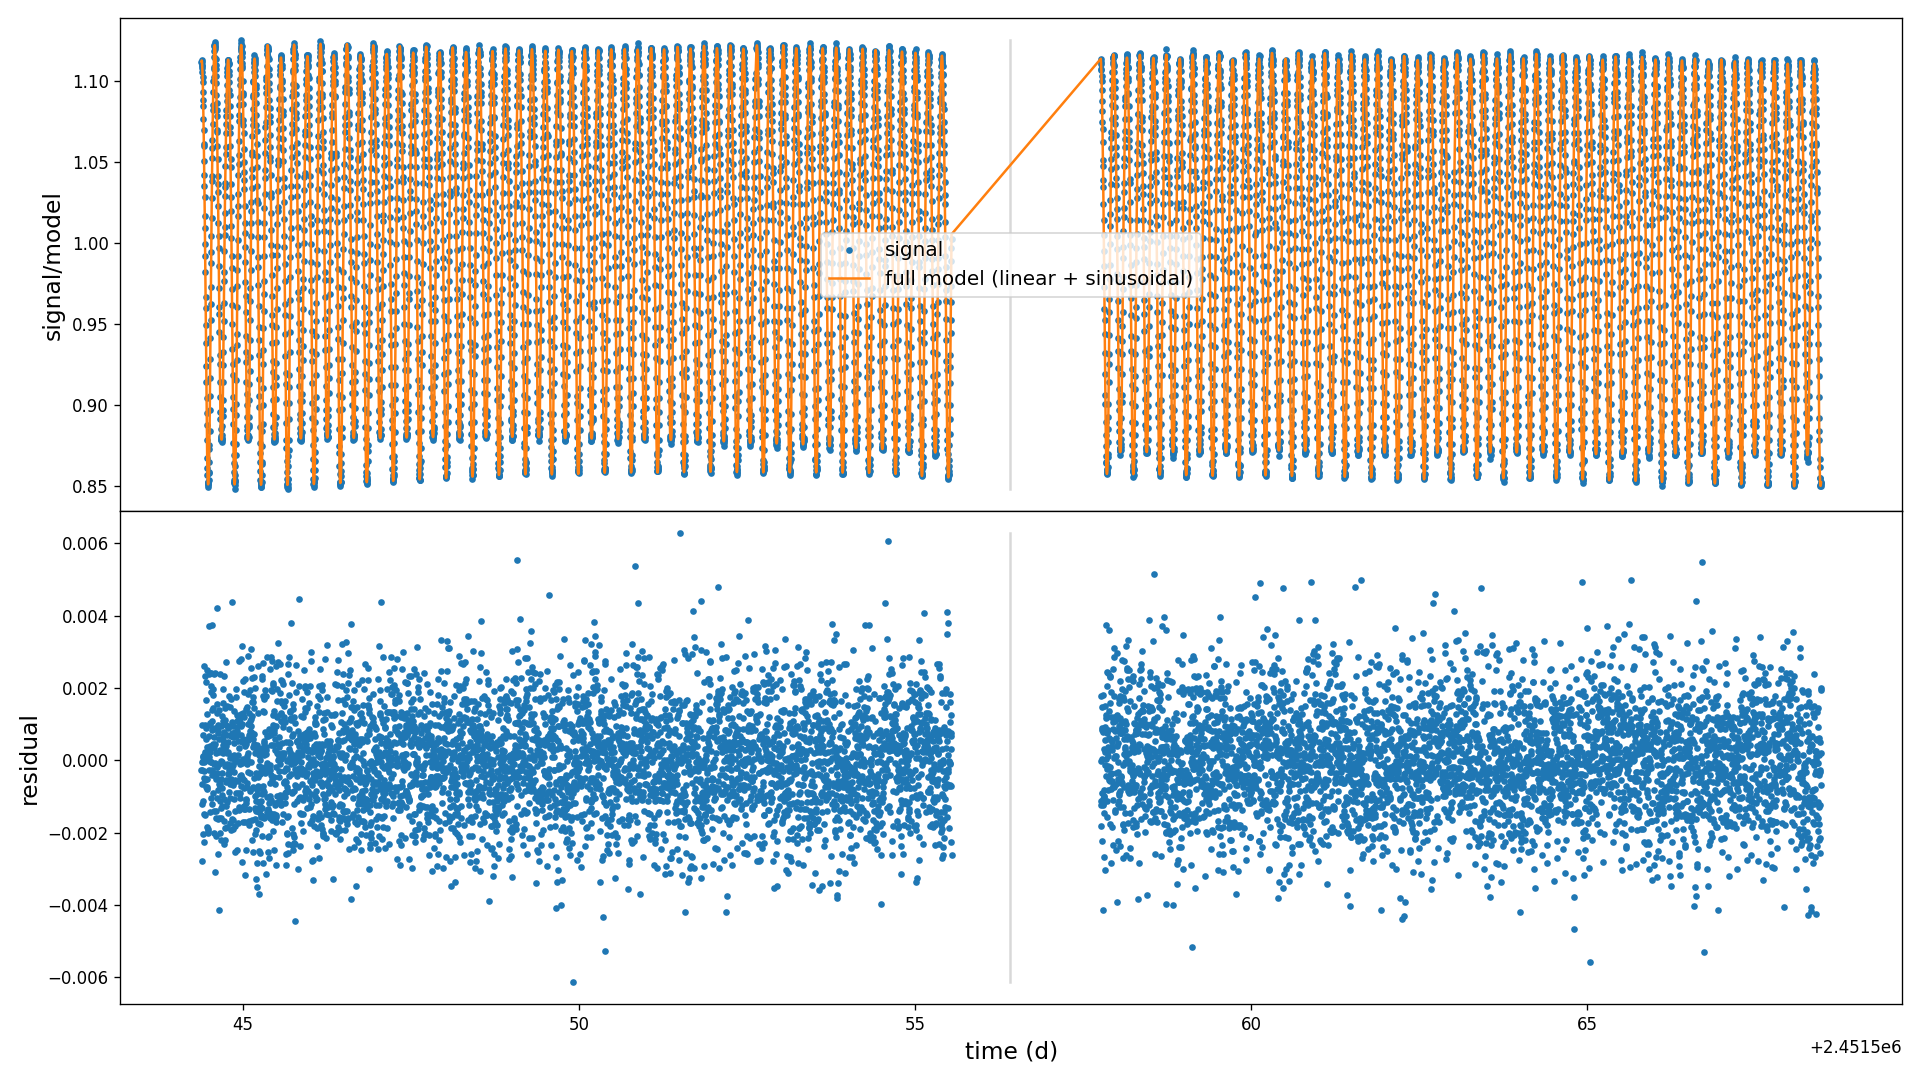 signal/model
1.10
1.05
1.00
0.95
0.90
0.85
signal
full model (linear + sinusoidal)
residual
0.006
0.004
0.002
0.000
−0.002
−0.004
−0.006
45 50 55 60 65
time (d)
+2.4515e6